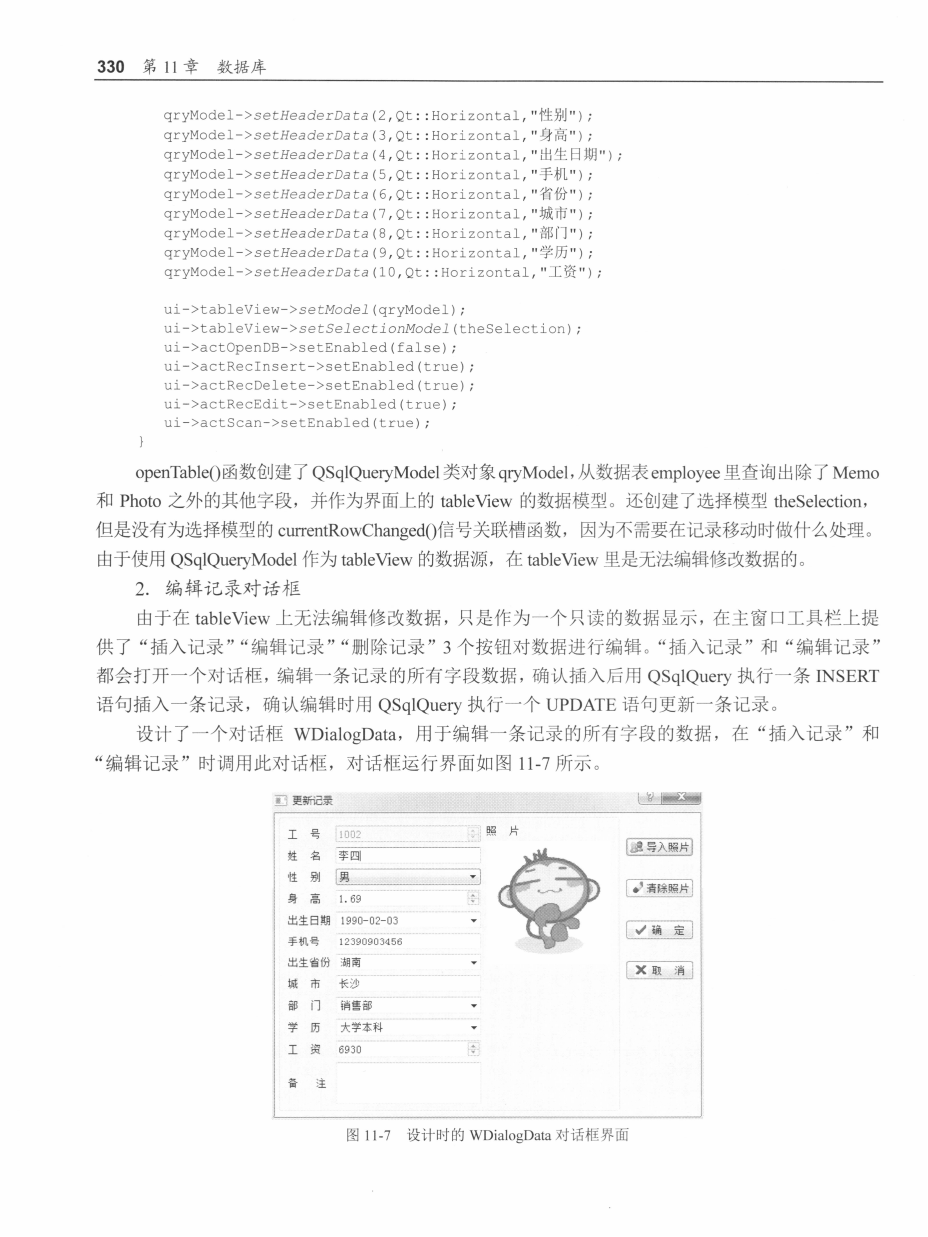 330 第 11 章 数据库
qryModel->setHeaderData(2,Qt::Horizontal,"性别");
qryModel->setHeaderData(3,Qt::Horizontal,"身高");
qryModel->setHeaderData(4,Qt::Horizontal,"出生日期");
qryModel->setHeaderData(5,Qt::Horizontal,"手机");
qryModel->setHeaderData(6,Qt::Horizontal,"省份");
qryModel->setHeaderData(7,Qt::Horizontal,"城市");
qryModel->setHeaderData(8,Qt::Horizontal,"部门");
qryModel->setHeaderData(9,Qt::Horizontal,"学历");
qryModel->setHeaderData(10,Qt::Horizontal,"工资");
ui->tableView->setModel(qryModel);
ui->tableView->setSelectionModel(theSelection);
ui->actOpenDB->setEnabled(false);
ui->actRecInsert->setEnabled(true);
ui->actRecDelete->setEnabled(true);
ui->actRecEdit->setEnabled(true);
ui->actScan->setEnabled(true);
}
openTable()函数创建了 QSqlQueryModel 类对象 qryModel，从数据表 employee 里查询出除了 Memo
和 Photo 之外的其他字段，并作为界面上的 tableView 的数据模型。还创建了选择模型 theSelection，
但是没有为选择模型的 currentRowChanged()信号关联槽函数，因为不需要在记录移动时做什么处理。
由于使用 QSqlQueryModel 作为 tableView 的数据源，在 tableView 里是无法编辑修改数据的。
2．编辑记录对话框
由于在 tableView 上无法编辑修改数据，只是作为一个只读的数据显示，在主窗口工具栏上提
供了“插入记录”“编辑记录”“删除记录”3 个按钮对数据进行编辑。“插入记录”和“编辑记录”
都会打开一个对话框，编辑一条记录的所有字段数据，确认插入后用 QSqlQuery 执行一条 INSERT
语句插入一条记录，确认编辑时用 QSqlQuery 执行一个 UPDATE 语句更新一条记录。
设计了一个对话框 WDialogData，用于编辑一条记录的所有字段的数据，在“插入记录”和
“编辑记录”时调用此对话框，对话框运行界面如图 11-7 所示。
更新记录
工 号 1002 照 片
姓 名 李四 导入照片
性 别 男
身 高 1.69 清除照片
出生日期 1990-02-03
手机号 12390903456 确 定
出生省份 湖南 取 消
城 市 长沙
部 门 销售部
学 历 大学本科
工 资 6930
备 注
图 11-7 设计时的 WDialogData 对话框界面